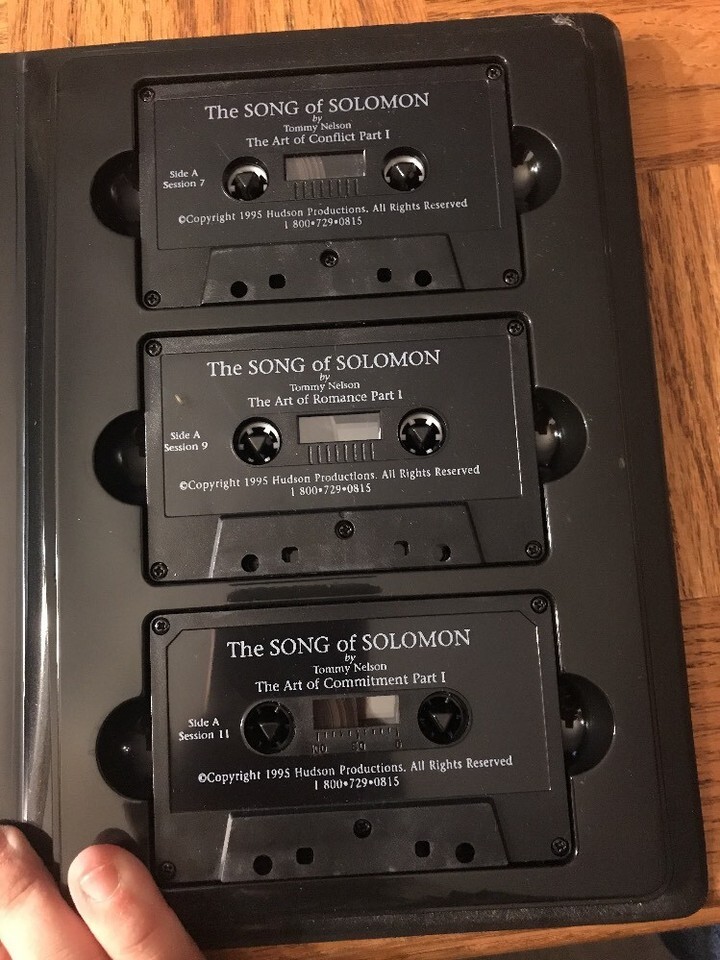 The SONG of SOLOMON
by
Tommy Nelson
The Art of Conflict Part I
Side A
Session 7
©Copyright 1995 Hudson Productions. All Rights Reserved
1 800•729•0815
The SONG of SOLOMON
by
Tommy Nelson
The Art of Romance Part I
Side A
Session 9
©Copyright 1995 Hudson Productions. All Rights Reserved
1 800•729•0815
The SONG of SOLOMON
by
Tommy Nelson
The Art of Commitment Part I
Side A
Session 11
100 50 0
©Copyright 1995 Hudson Productions. All Rights Reserved
1 800•729•0815